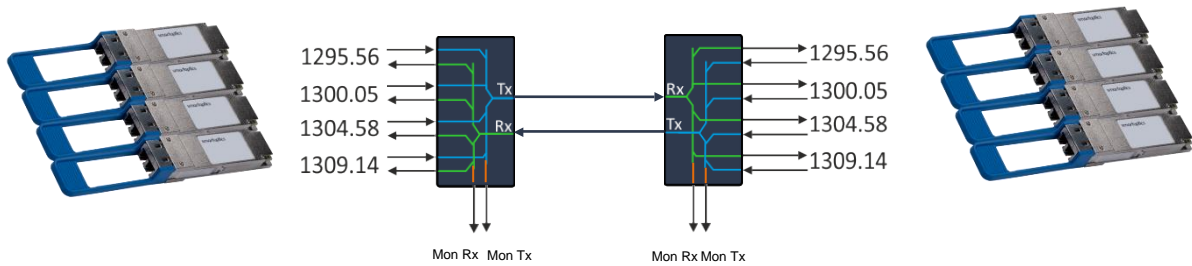 1295.56
1300.05
1304.58
1309.14
Tx
Rx
Mon Rx Mon Tx
Rx
Tx
1295.56
1300.05
1304.58
1309.14
Mon Rx Mon Tx